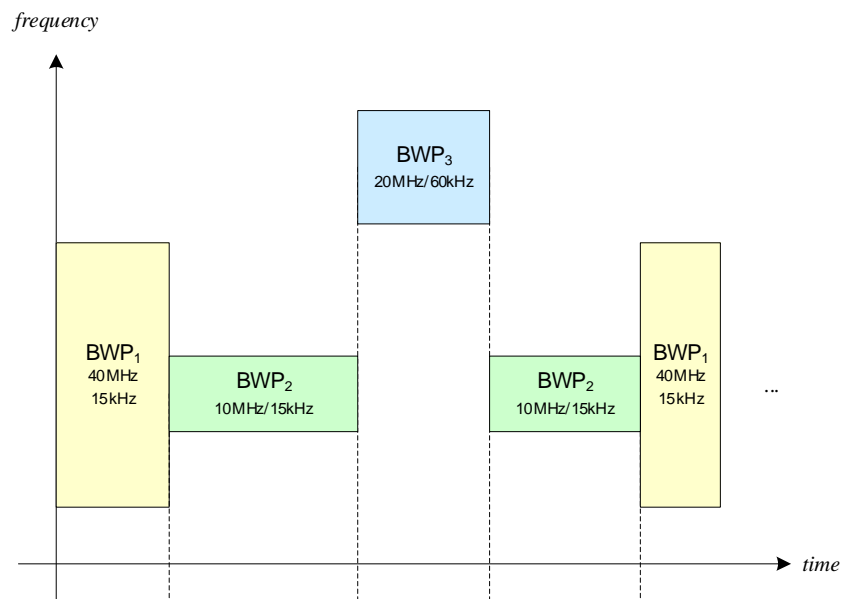 frequency
BWP₃
20MHz/60kHz
BWP₁
40MHz
15kHz
BWP₂
10MHz/15kHz
BWP₂
10MHz/15kHz
BWP₁
40MHz
15kHz
...
time